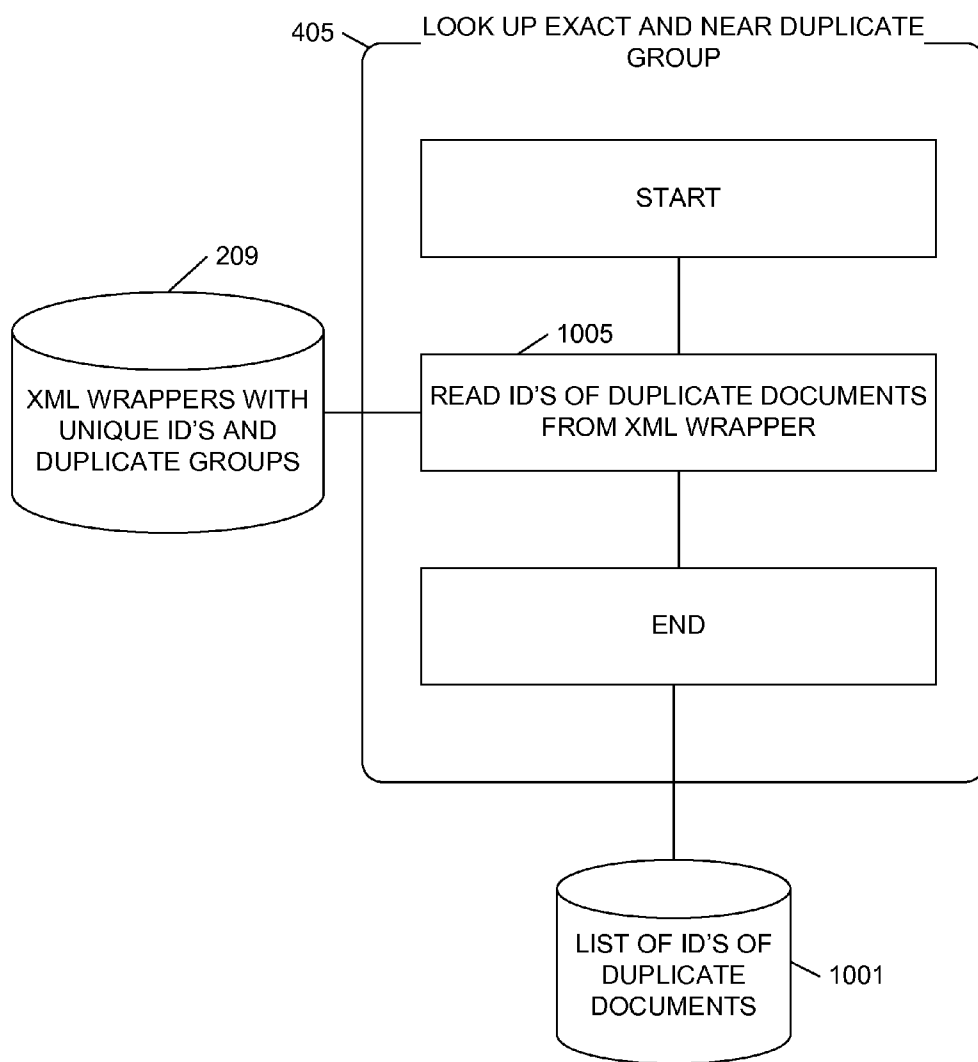 405
LOOK UP EXACT AND NEAR DUPLICATE
GROUP
START
209
1005
XML WRAPPERS WITH
UNIQUE ID'S AND
DUPLICATE GROUPS
READ ID'S OF DUPLICATE DOCUMENTS
FROM XML WRAPPER
END
LIST OF ID'S OF
DUPLICATE
DOCUMENTS
1001